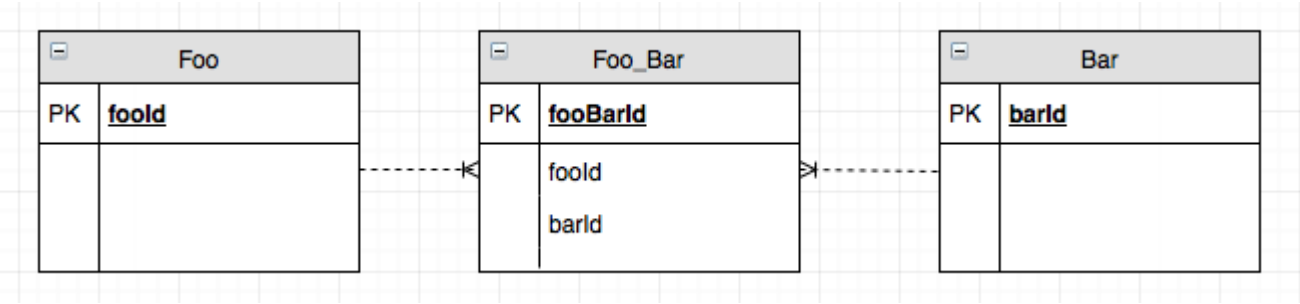 Foo
PK fooId
Foo_Bar
PK fooBarId
fooId
barId
Bar
PK barId